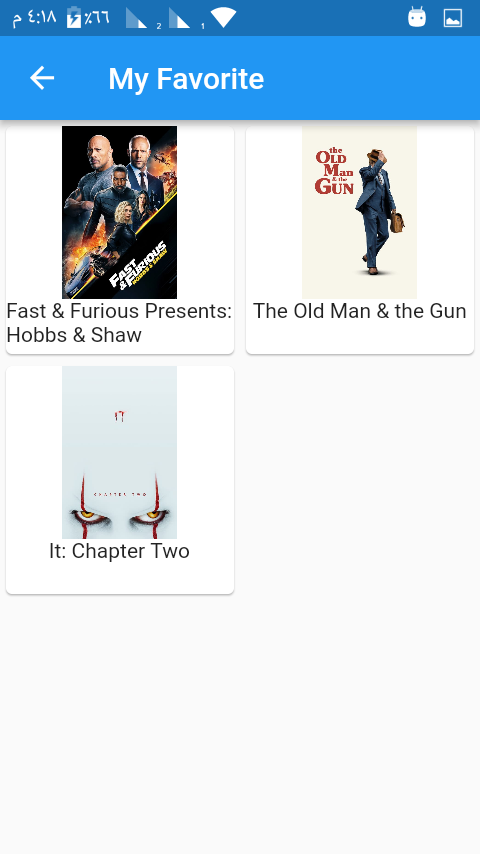 ٤:١٨ م
٪٦٦
2
1
My Favorite
FAST & FURIOUS
HOBBS & SHAW
Fast & Furious Presents:
Hobbs & Shaw
the
OLD
MAN
& the
GUN
The Old Man & the Gun
IT
CHAPTER TWO
It: Chapter Two